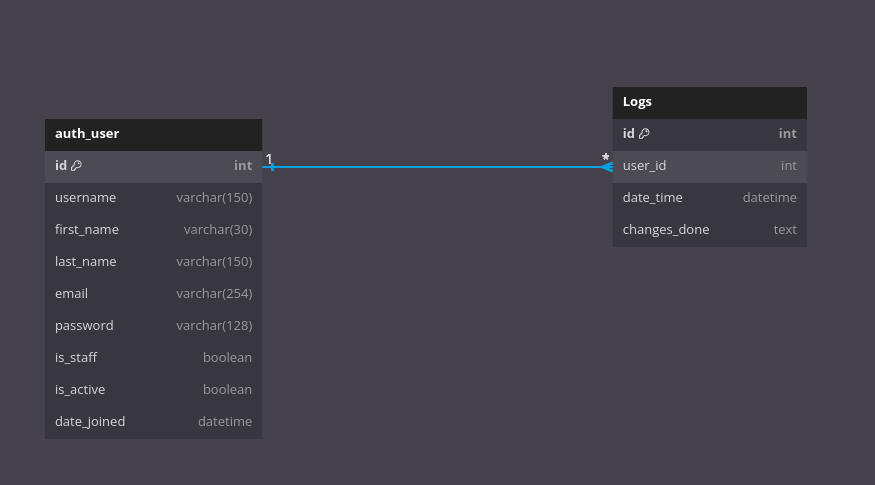 auth_user
id int
username varchar(150)
first_name varchar(30)
last_name varchar(150)
email varchar(254)
password varchar(128)
is_staff boolean
is_active boolean
date_joined datetime
1
*
Logs
id int
user_id int
date_time datetime
changes_done text